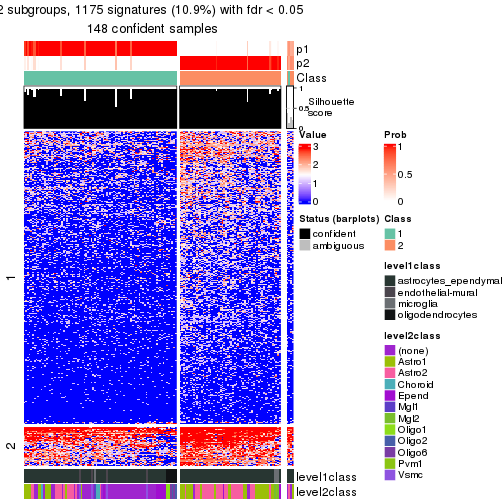 2 subgroups, 1175 signatures (10.9%) with fdr < 0.05
148 confident samples
p1
p2
Class
1
0.5
0
Silhouette
score
1
2
level1class
level2class
Value
3
2
1
0
Prob
1
0.5
0
Status (barplots)
confident
ambiguous
Class
1
2
level1class
astrocytes_ependymal
endothelial-mural
microglia
oligodendrocytes
level2class
(none)
Astro1
Astro2
Choroid
Epend
Mgl1
Mgl2
Oligo1
Oligo2
Oligo6
Pvm1
Vsmc